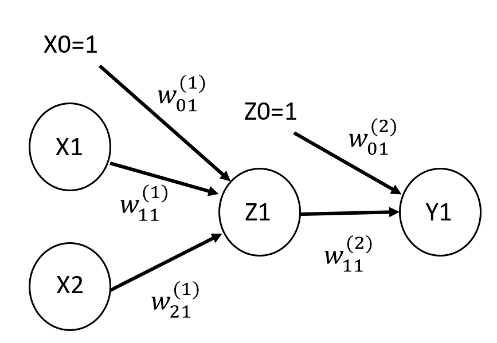 X0=1
w₀₁⁽¹⁾
Z0=1
w₀₁⁽²⁾
X1
w₁₁⁽¹⁾
Z1
Y1
w₁₁⁽²⁾
X2
w₂₁⁽¹⁾